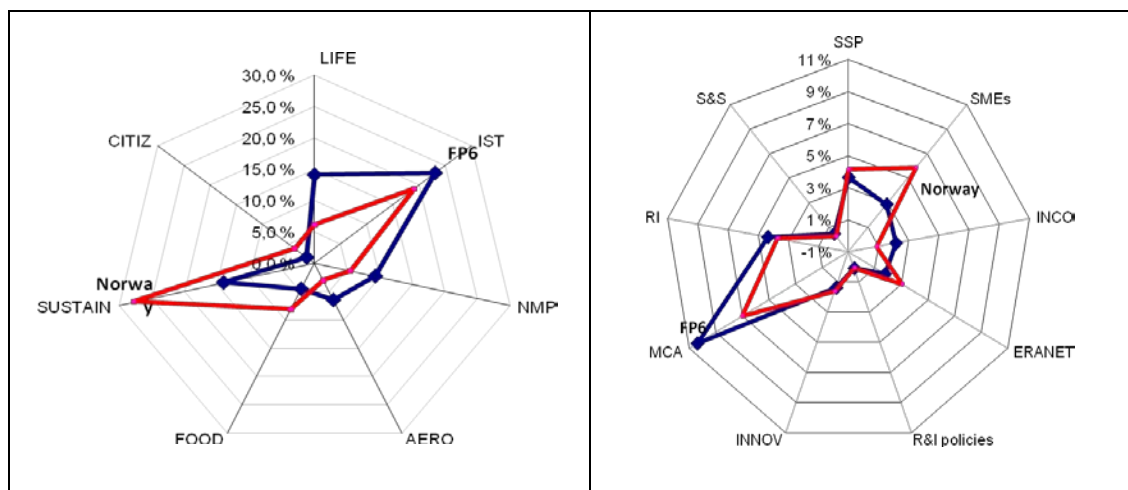 LIFE
30,0 %
25,0 %
20,0 %
15,0 %
10,0 %
5,0 %
0,0 %
IST
FP6
NMP
AERO
FOOD
SUSTAIN
Norwa
y
CITIZ
SSP
11 %
9 %
7 %
5 %
3 %
1 %
-1 %
SMEs
Norway
INCO
ERANET
R&I policies
INNOV
MCA
FP6
RI
S&S